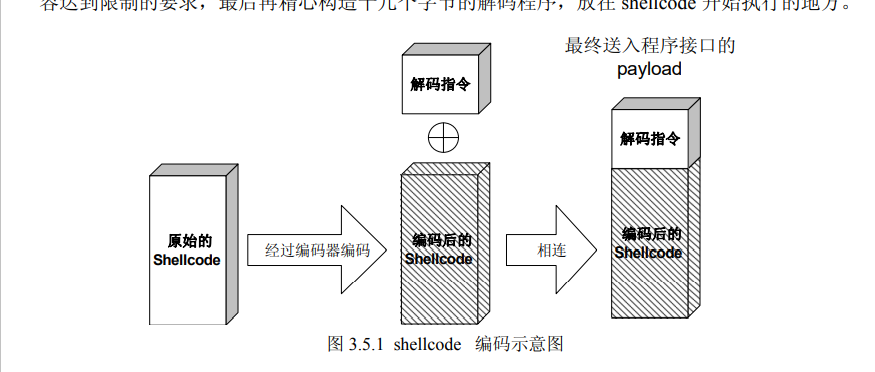 容达到限制的要求，最后再精心构造十几个字节的解码程序，放在 shellcode 开始执行的地方。
最终送入程序接口的
payload
解码指令
解码指令
原始的
Shellcode
经过编码器编码
编码后的
Shellcode
相连
编码后的
Shellcode
图 3.5.1 shellcode 编码示意图